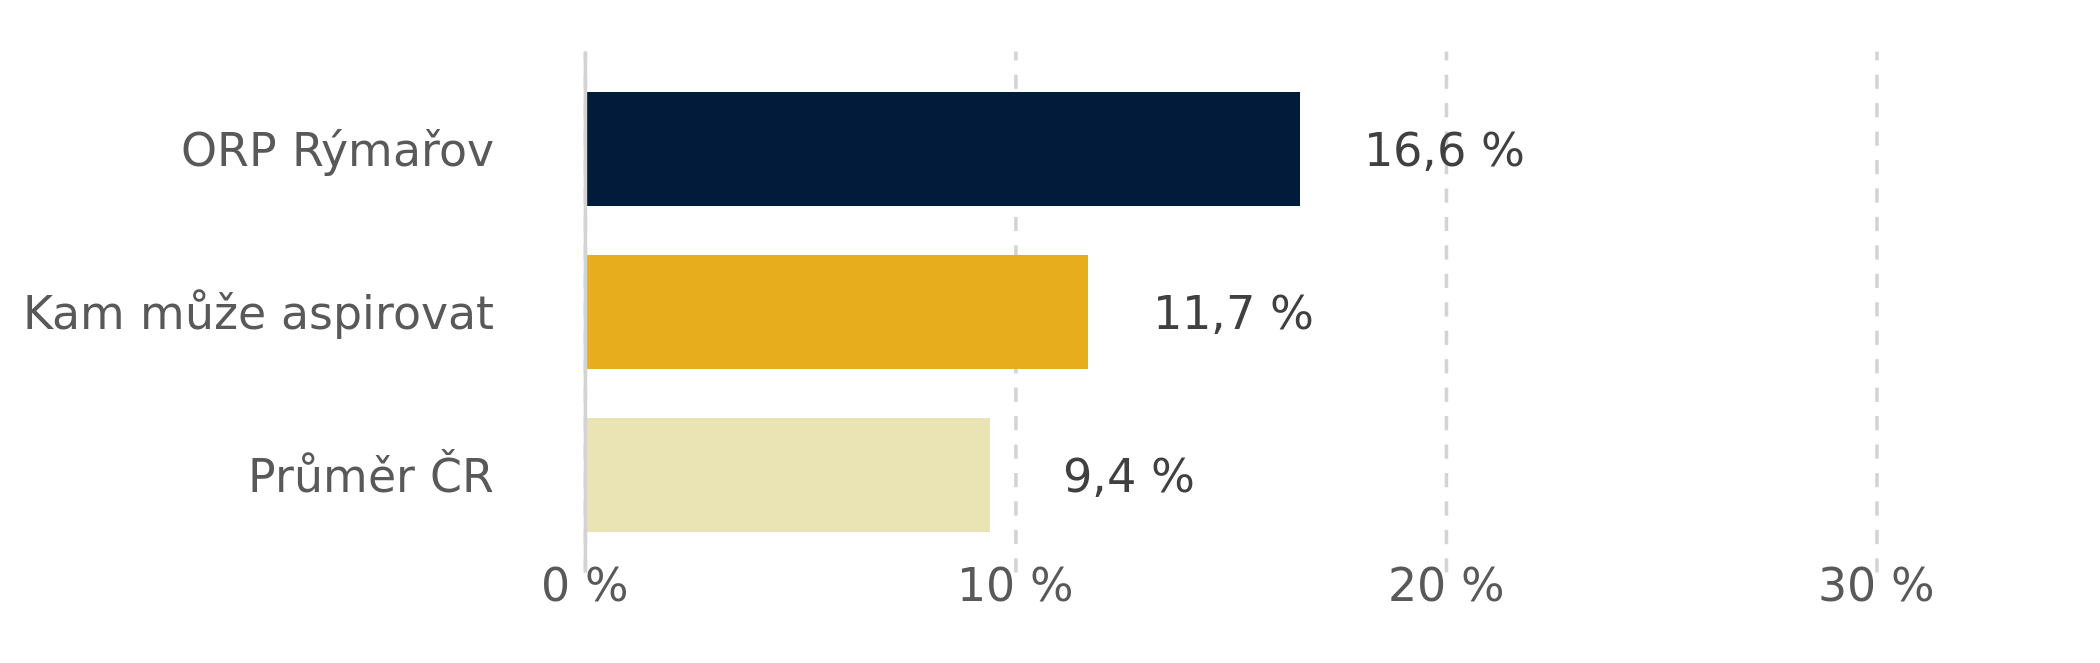 ORP Rýmařov 16,6 %
Kam může aspirovat 11,7 %
Průměr ČR 9,4 %
0 % 10 % 20 % 30 %